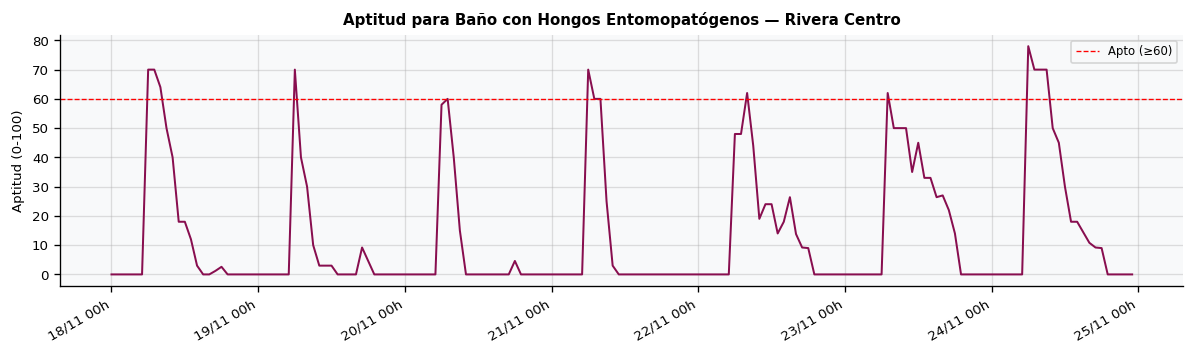 Aptitud para Baño con Hongos Entomopatógenos — Rivera Centro
Apto (≥60)
Aptitud (0-100)
80
70
60
50
40
30
20
10
0
18/11 00h
19/11 00h
20/11 00h
21/11 00h
22/11 00h
23/11 00h
24/11 00h
25/11 00h